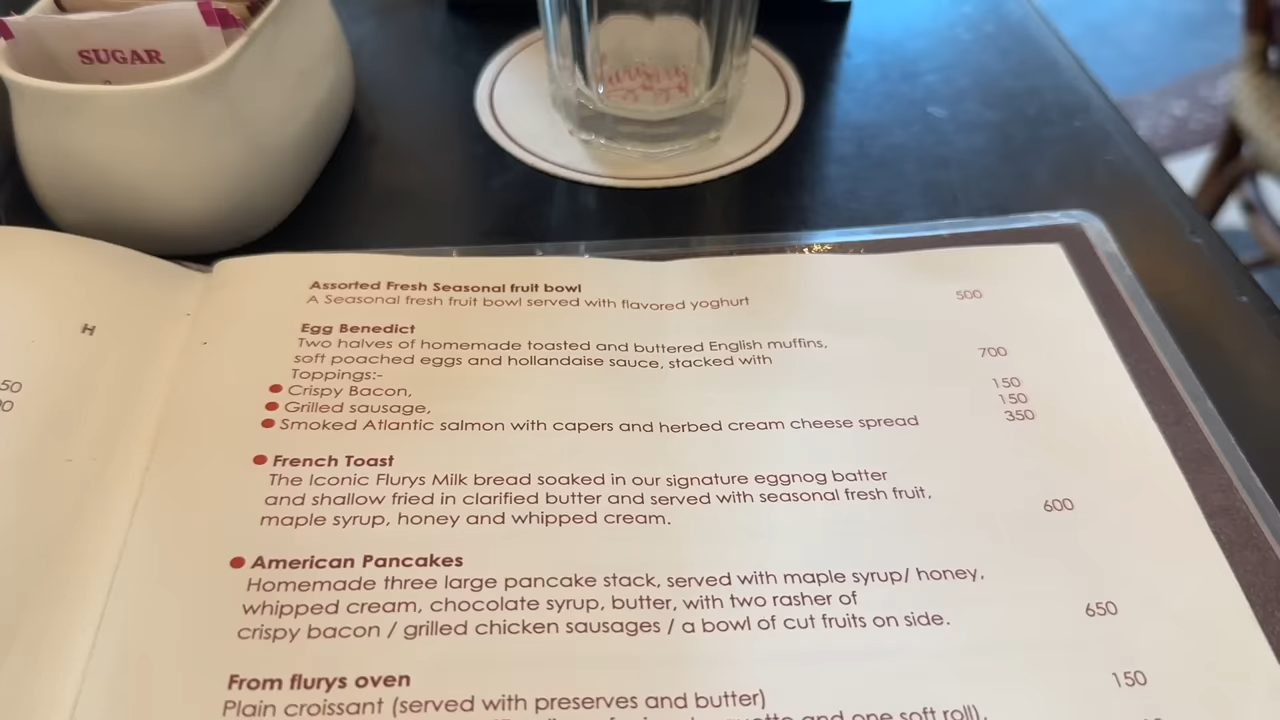 SUGAR
H
50
0
Assorted Fresh Seasonal fruit bowl
A Seasonal fresh fruit bowl served with flavored yoghurt 500
Egg Benedict
Two halves of homemade toasted and buttered English muffins,
soft poached eggs and hollandaise sauce, stacked with 700
Toppings:-
Crispy Bacon, 150
Grilled sausage, 150
Smoked Atlantic salmon with capers and herbed cream cheese spread 350
French Toast
The Iconic Flurys Milk bread soaked in our signature eggnog batter
and shallow fried in clarified butter and served with seasonal fresh fruit,
maple syrup, honey and whipped cream. 600
American Pancakes
Homemade three large pancake stack, served with maple syrup/ honey,
whipped cream, chocolate syrup, butter, with two rasher of
crispy bacon / grilled chicken sausages / a bowl of cut fruits on side. 650
From flurys oven
Plain croissant (served with preserves and butter) 150
and one soft roll),